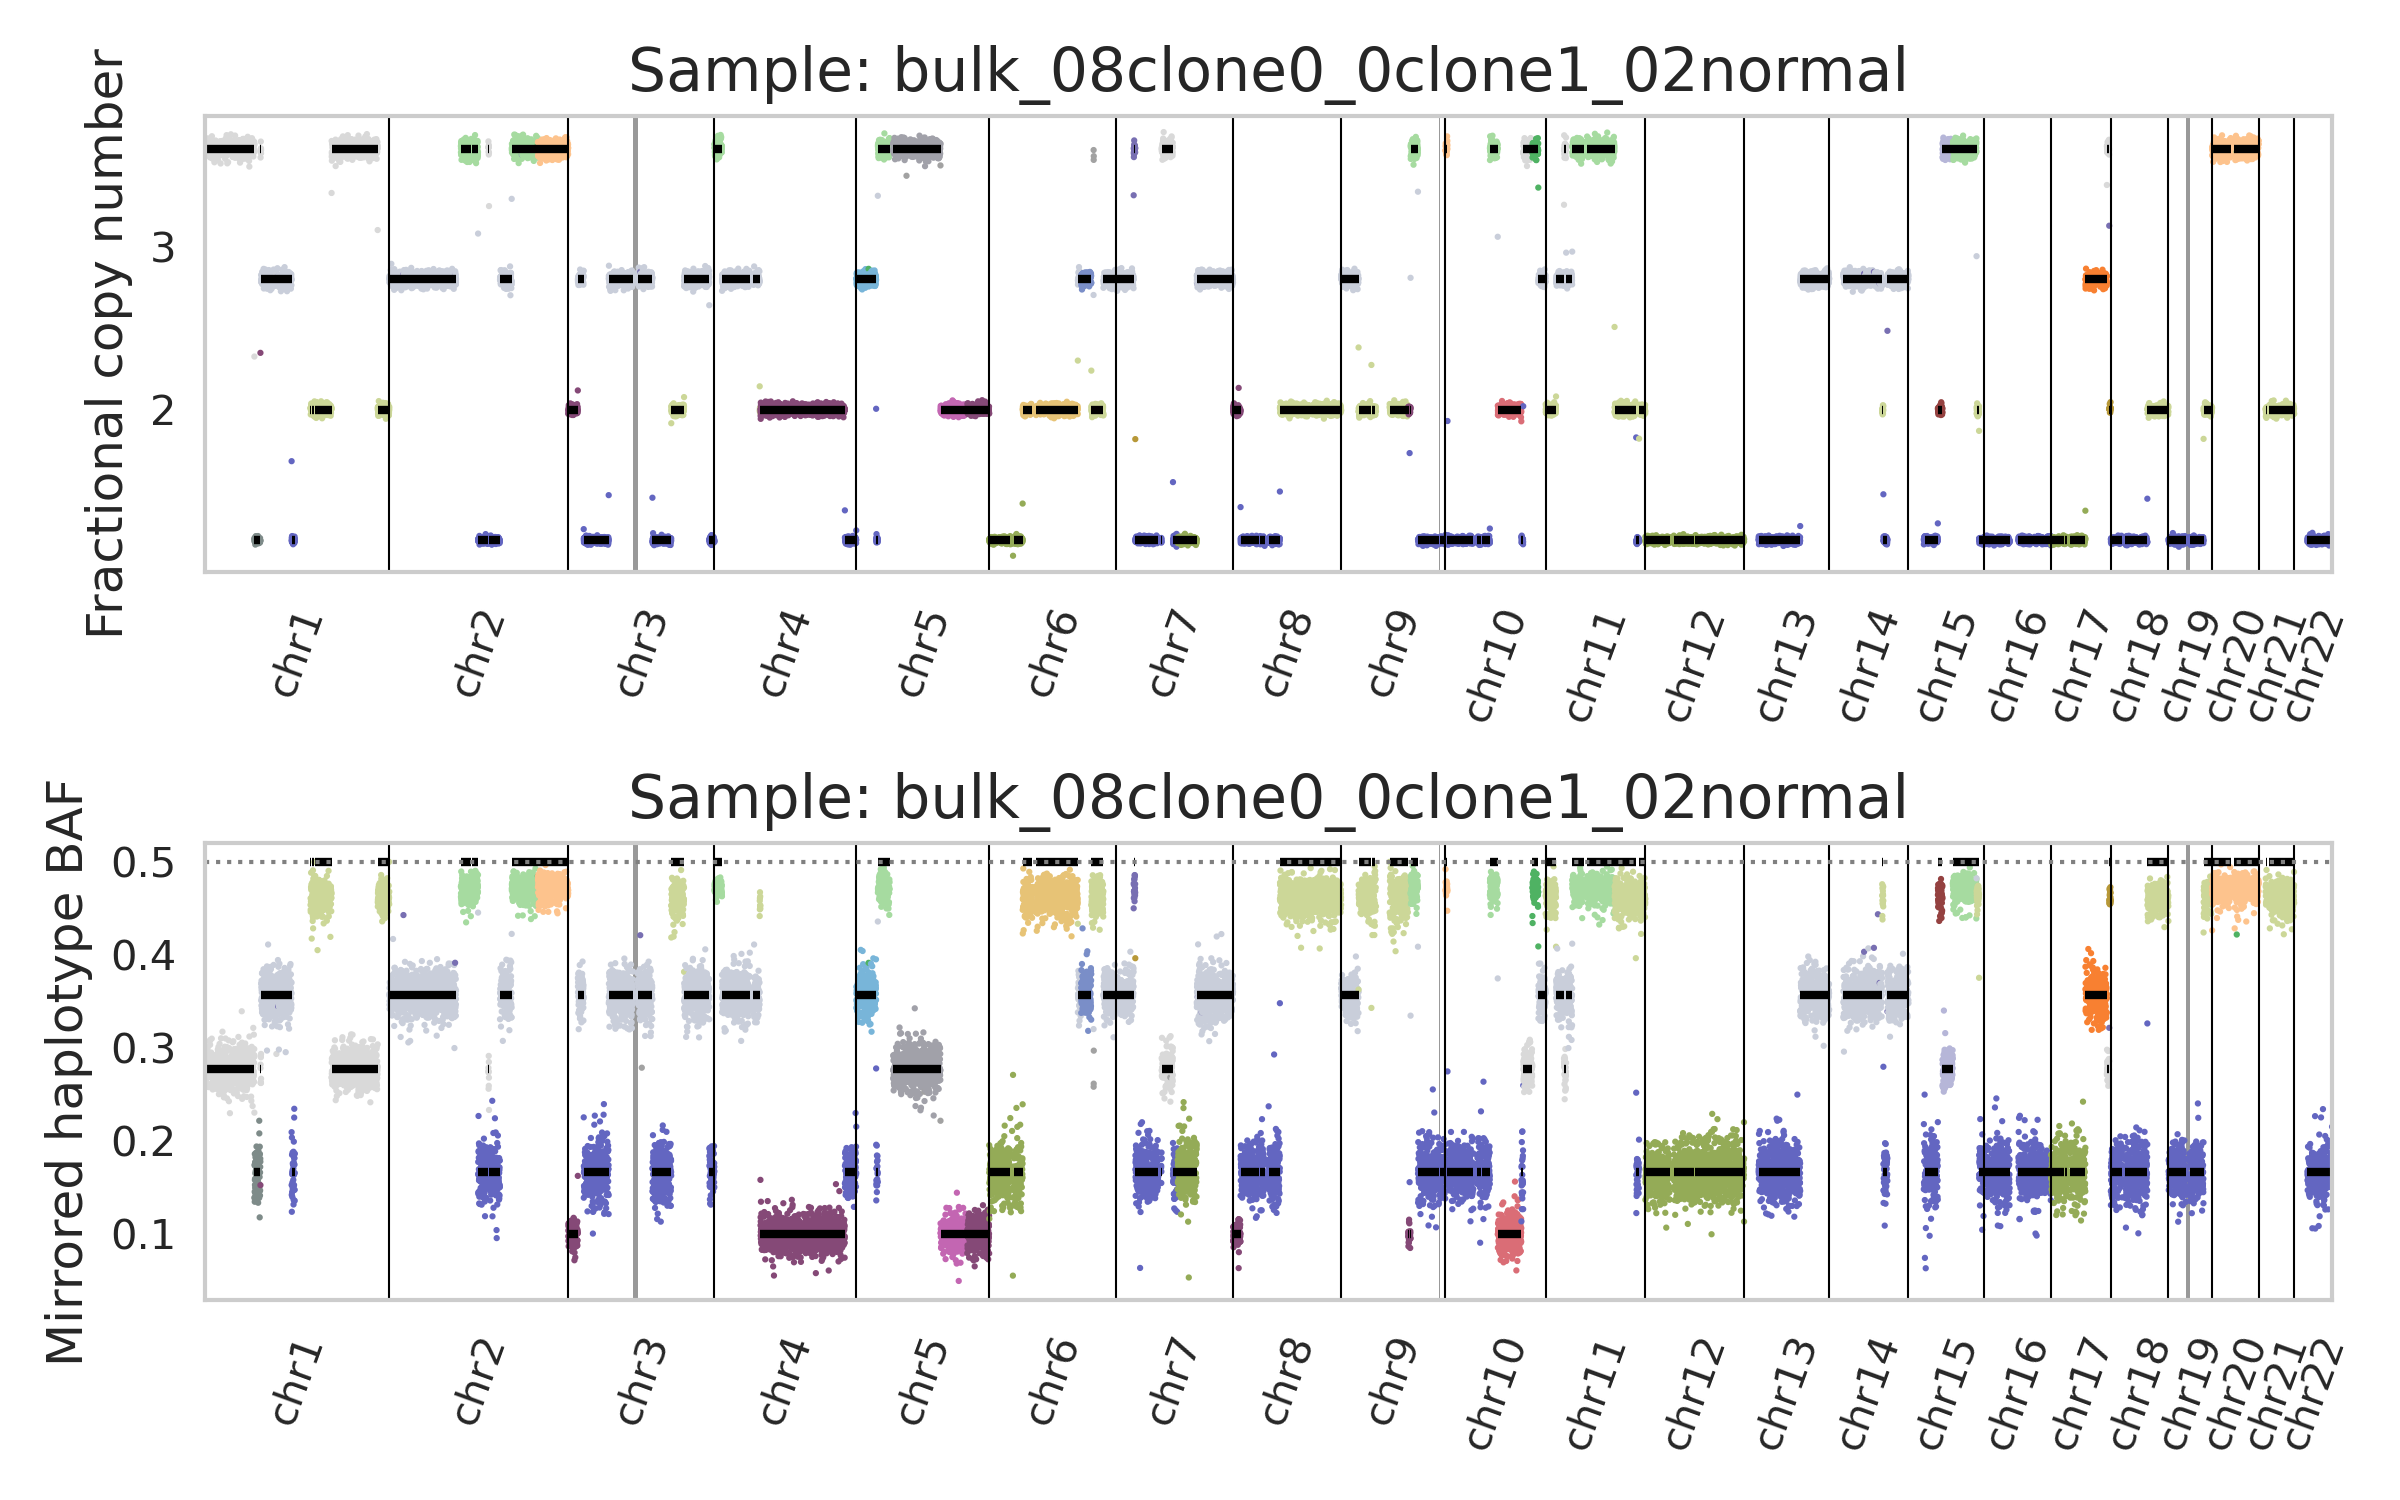 Sample: bulk_08clone0_0clone1_02normal
Fractional copy number
3
2
chr1 chr2 chr3 chr4 chr5 chr6 chr7 chr8 chr9 chr10 chr11 chr12 chr13 chr14 chr15 chr16 chr17 chr18 chr19 chr20 chr21 chr22
Sample: bulk_08clone0_0clone1_02normal
Mirrored haplotype BAF
0.5
0.4
0.3
0.2
0.1
chr1 chr2 chr3 chr4 chr5 chr6 chr7 chr8 chr9 chr10 chr11 chr12 chr13 chr14 chr15 chr16 chr17 chr18 chr19 chr20 chr21 chr22